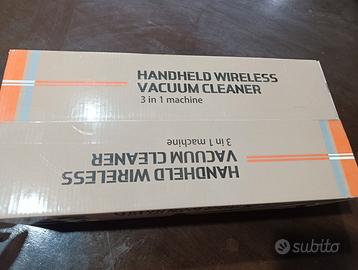 HANDHELD WIRELESS
VACUUM CLEANER
3 in 1 machine
HANDHELD WIRELESS
VACUUM CLEANER
3 in 1 machine
subito